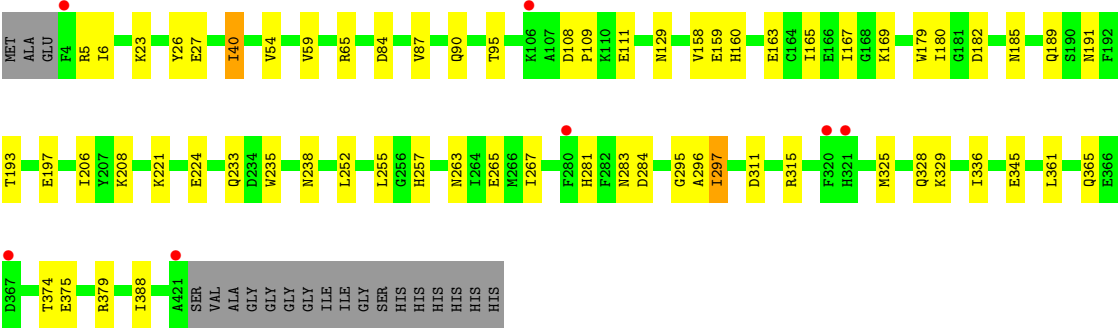 MET ALA GLU F4 R5 I6 K23 Y26 E27 I40 V54 V59 R65 D84 V87 Q90 T95 K106 A107 D108 P109 K110 E111 N129 V158 E159 H160 E163 C164 I165 E166 I167 G168 K169 W179 I180 G181 D182 N185 Q189 S190 N191 F192
T193 E197 I206 Y207 K208 K221 E224 Q233 D234 W235 N238 L252 L255 G256 H257 N263 I264 E265 M266 I267 F280 H281 F282 N283 D284 G295 A296 I297 D311 R315 F320 H321 M325 Q328 K329 I336 E345 L361 Q365 E366
D367 T374 E375 R379 I388 A421 SER VAL ALA GLY GLY GLY GLY ILE ILE GLY SER HIS HIS HIS HIS HIS HIS